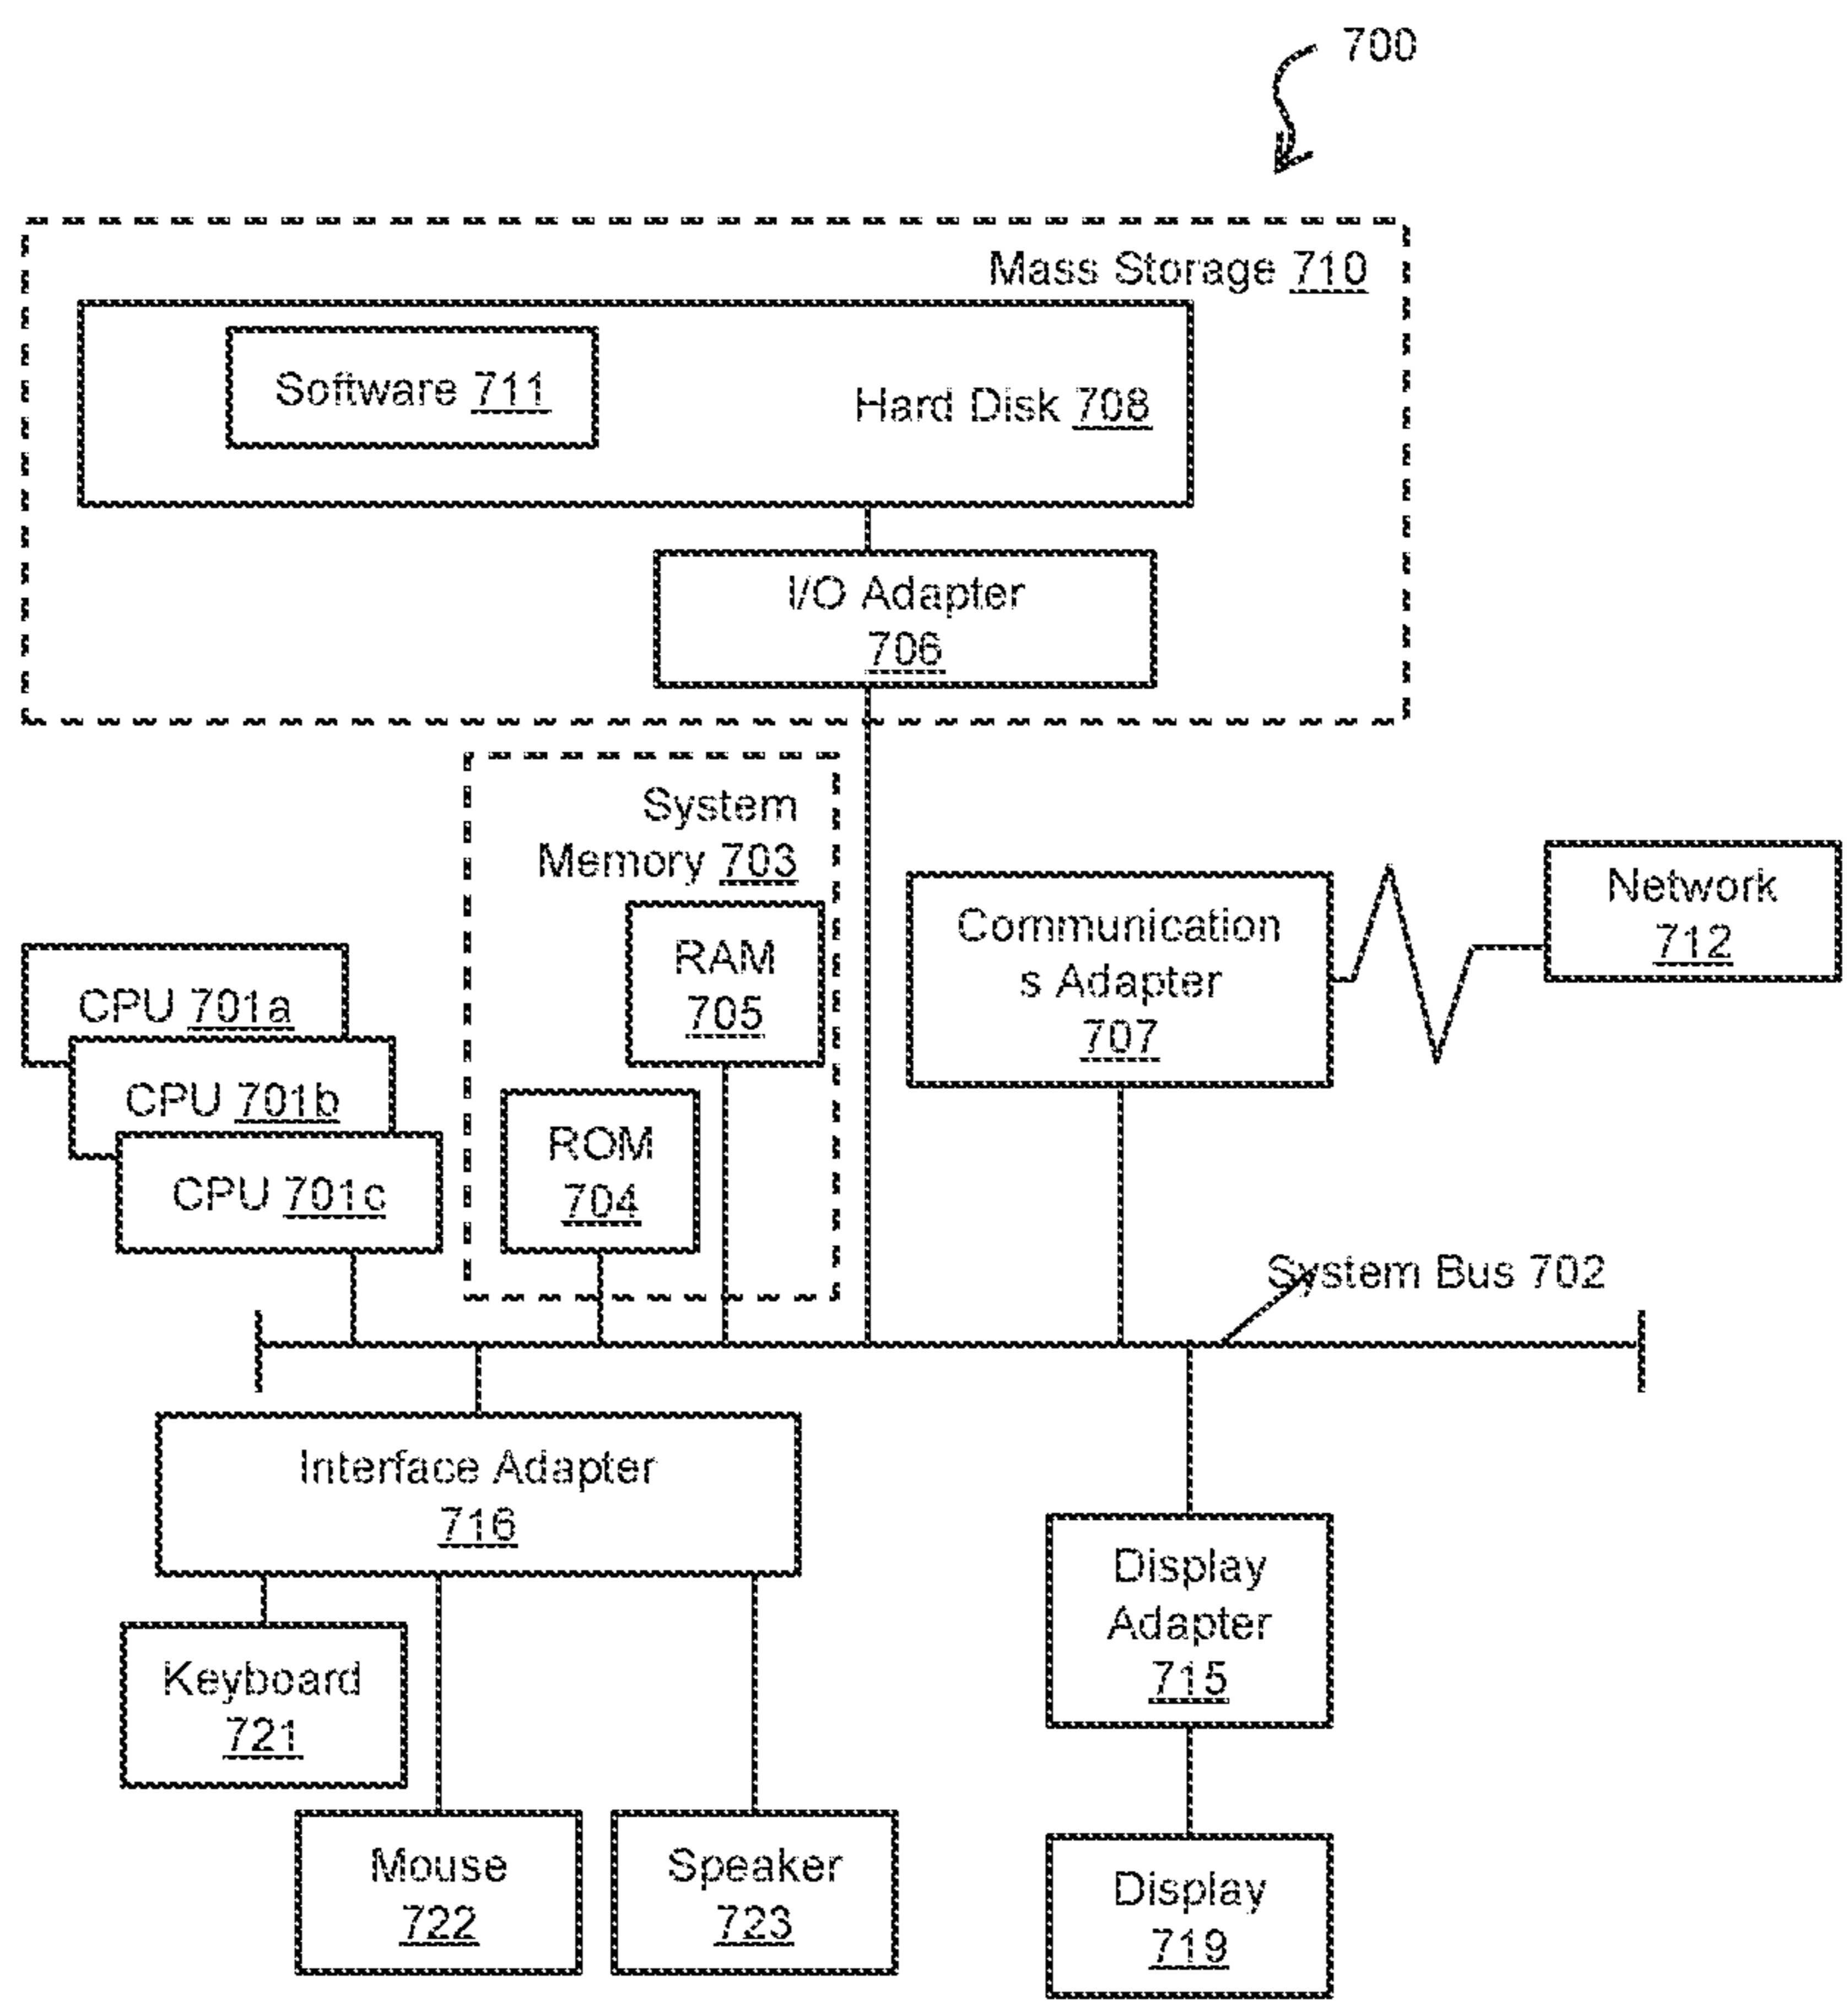 700
Mass Storage 710
Software 711
Hard Disk 708
I/O Adapter
706
System
Memory 703
RAM
705
ROM
704
Communication
s Adapter
707
Network
712
CPU 701a
CPU 701b
CPU 701c
System Bus 702
Interface Adapter
716
Keyboard
721
Mouse
722
Speaker
723
Display
Adapter
715
Display
719